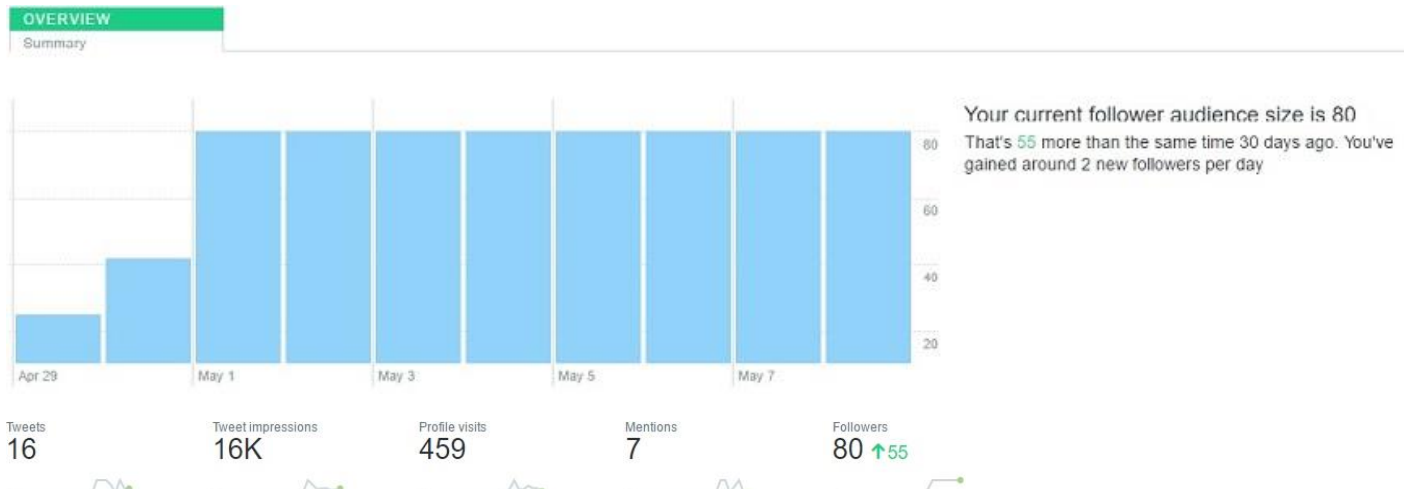 OVERVIEW
Summary
Your current follower audience size is 80
That's 55 more than the same time 30 days ago. You've
gained around 2 new followers per day
80
60
40
20
Apr 29
May 1
May 3
May 5
May 7
Tweets
16
Tweet impressions
16K
Profile visits
459
Mentions
7
Followers
80 ↑55